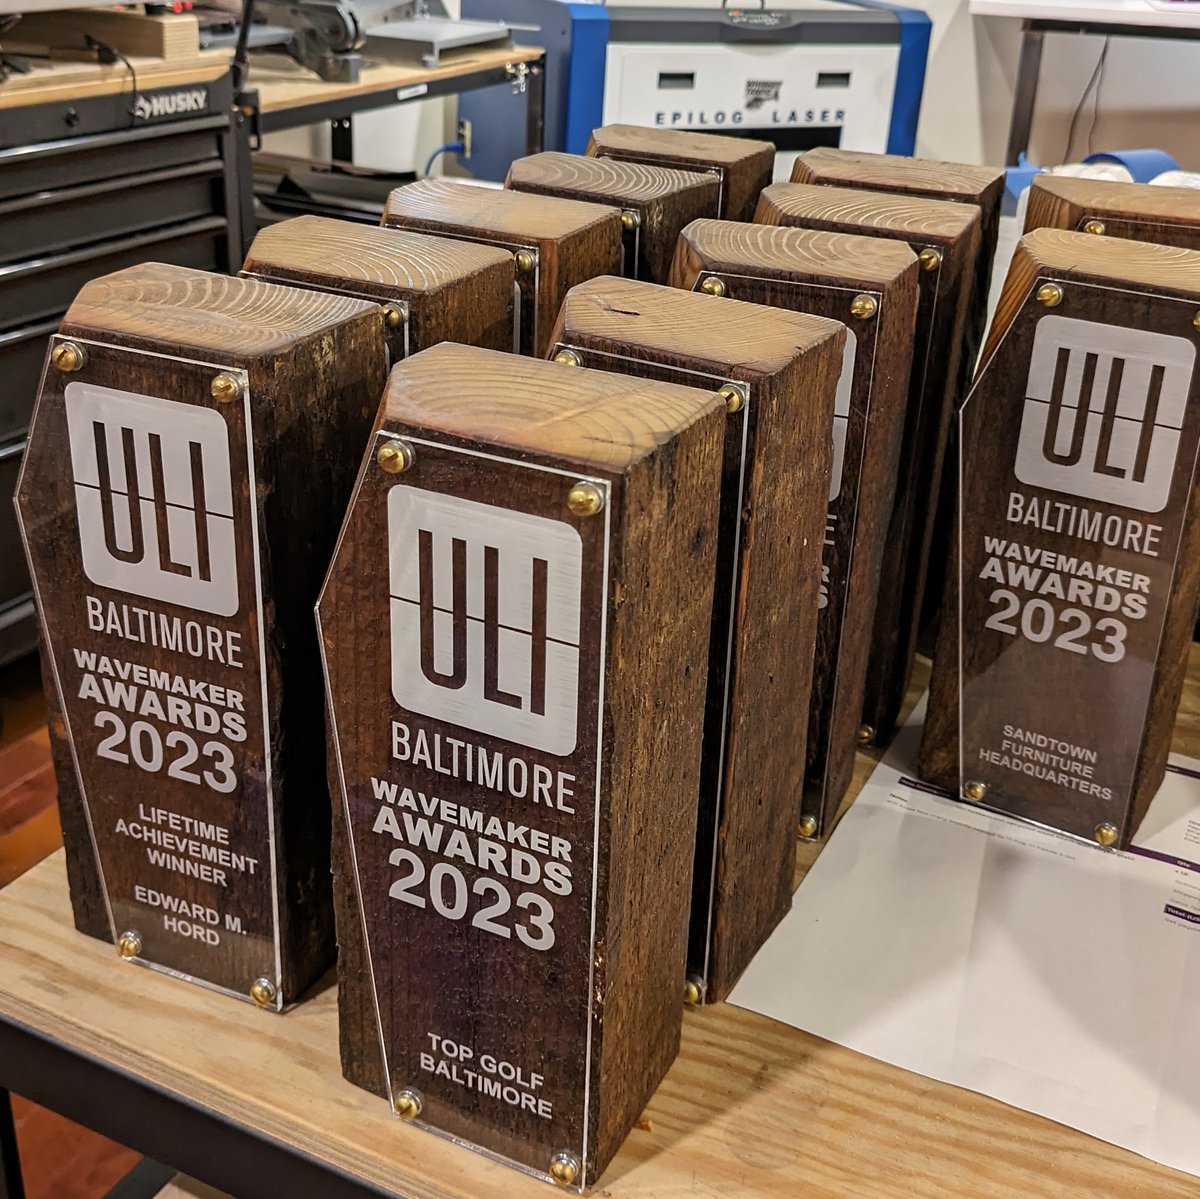 HUSKY
EPILOG LASER
ULI
BALTIMORE
WAVEMAKER
AWARDS
2023
LIFETIME
ACHIEVEMENT
WINNER
EDWARD M.
HORD
ULI
BALTIMORE
WAVEMAKER
AWARDS
2023
TOP GOLF
BALTIMORE
ULI
BALTIMORE
WAVEMAKER
AWARDS
2023
SANDTOWN
FURNITURE
HEADQUARTERS